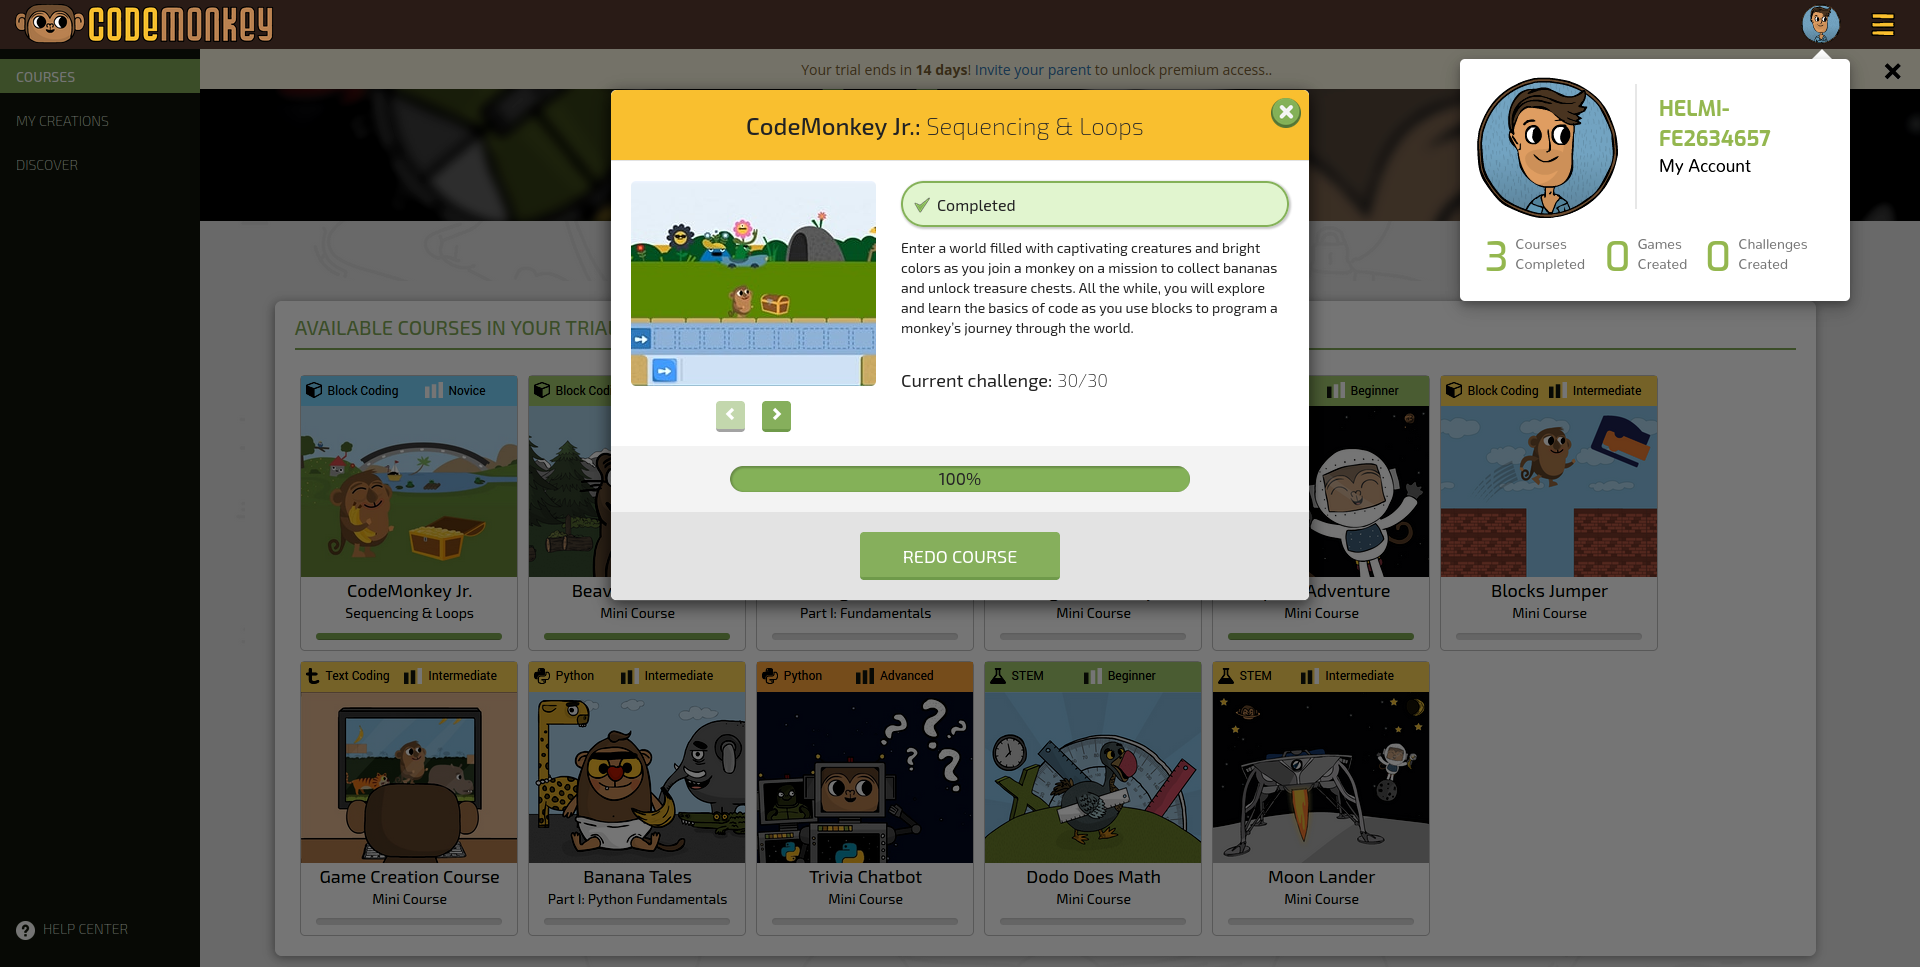 CODEMONKEY
COURSES
MY CREATIONS
DISCOVER
HELP CENTER
Your trial ends in 14 days! Invite your parent to unlock premium access..
HELMI-
FE2634657
My Account
3 Courses Completed
0 Games Created
0 Challenges Created
CodeMonkey Jr.: Sequencing & Loops
Completed
Enter a world filled with captivating creatures and bright
colors as you join a monkey on a mission to collect bananas
and unlock treasure chests. All the while, you will explore
and learn the basics of code as you use blocks to program a
monkey's journey through the world.
Current challenge: 30/30
100%
REDO COURSE
AVAILABLE COURSES IN YOUR TRIA
Block Coding Novice
CodeMonkey Jr.
Sequencing & Loops
Block Cod
Beav
Mini Course
Part I: Fundamentals
Mini Course
Beginner
Adventure
Mini Course
Block Coding Intermediate
Blocks Jumper
Mini Course
Text Coding Intermediate
Game Creation Course
Mini Course
Python Intermediate
Banana Tales
Part I: Python Fundamentals
Python Advanced
Trivia Chatbot
Mini Course
STEM Beginner
Dodo Does Math
Mini Course
STEM Intermediate
Moon Lander
Mini Course